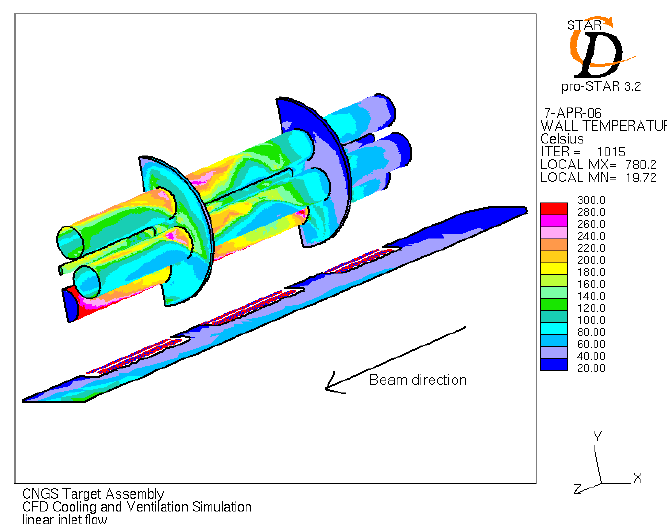 STAR
CD
pro-STAR 3.2
7-APR-06
WALL TEMPERATUR
Celsius
ITER = 1015
LOCAL MX= 780.2
LOCAL MN= 19.72
300.0
280.0
260.0
240.0
220.0
200.0
180.0
160.0
140.0
120.0
100.0
80.00
60.00
40.00
20.00
Beam direction
Y
X
Z
CNGS Target Assembly
CFD Cooling and Ventilation Simulation
linear inlet flow